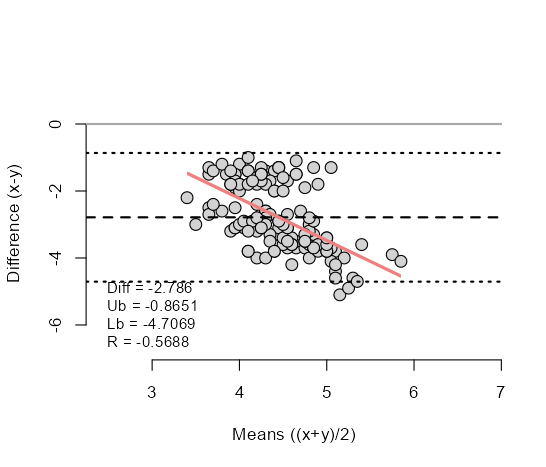 0
-2
-4
-6
Difference (x-y)
Diff = -2.786
Ub = -0.8651
Lb = -4.7069
R = -0.5688
3 4 5 6 7
Means ((x+y)/2)